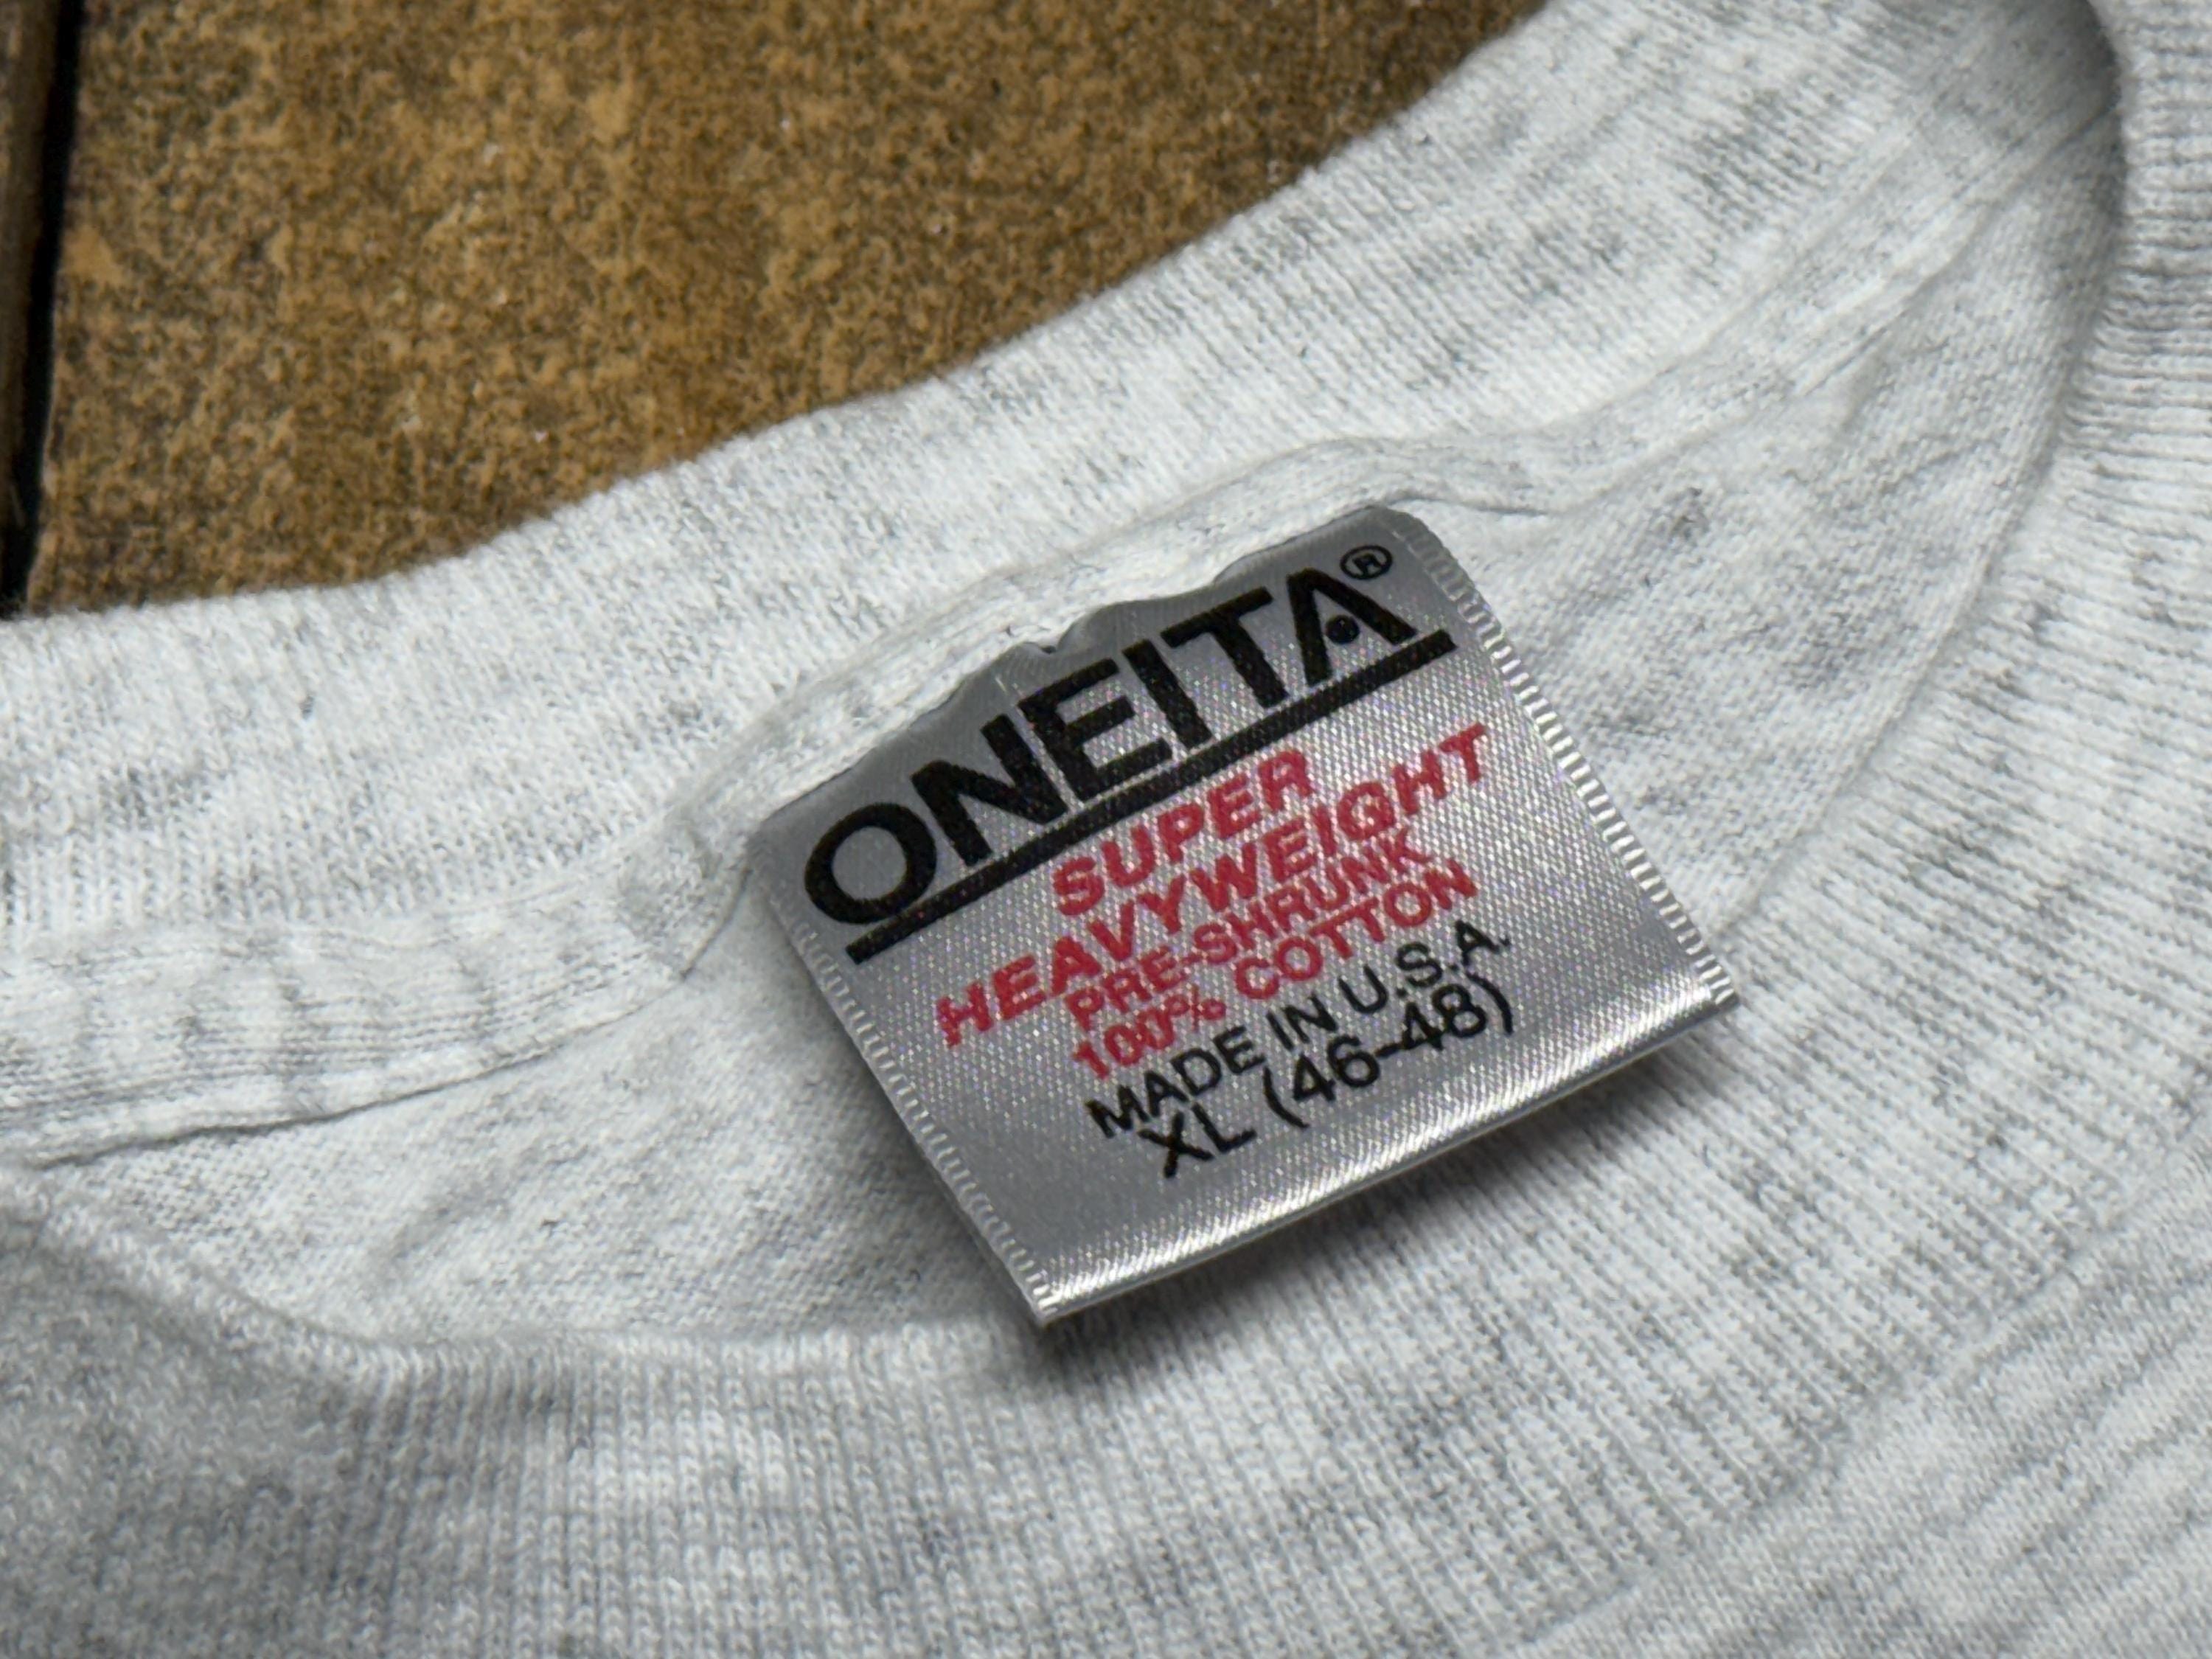 ONEITA®
SUPER
HEAVYWEIGHT
PRE-SHRUNK
100% COTTON
MADE IN U.S.A.
XL (46-48)